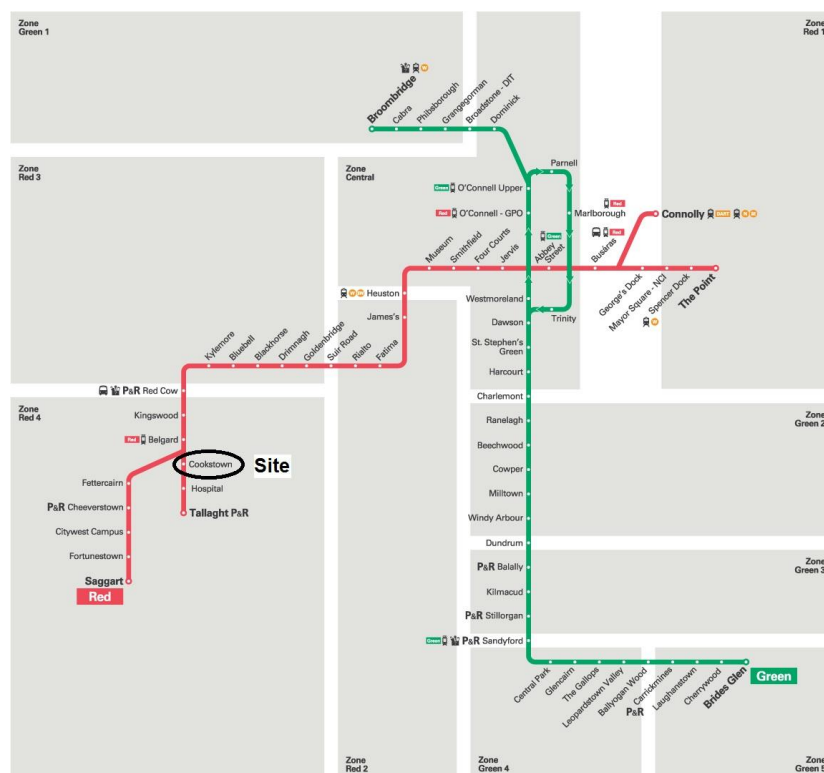 Zone
Green 1
Zone
Red 1
Broombridge
Cabra
Phibsborough
Grangegorman
Broadstone - DIT
Dominick
Zone
Red 3
Zone
Central
Parnell
Green O'Connell Upper
Red O'Connell - GPO
Marlborough
Red
Green
Connolly DART
Museum
Smithfield
Four Courts
Jervis
Abbey
Street
Busáras
Red
George's Dock
Mayor Square - NCI
Spencer Dock
The Point
Heuston
James's
Westmoreland
Trinity
Dawson
St. Stephen's
Green
Harcourt
Charlemont
Kylemore
Bluebell
Blackhorse
Drimnagh
Goldenbridge
Suir Road
Rialto
Fatima
P&R Red Cow
Zone
Red 4
Kingswood
Red Belgard
Cookstown
Site
Hospital
Tallaght P&R
Fettercairn
P&R Cheeverstown
Citywest Campus
Fortunestown
Saggart
Red
Zone
Green 2
Ranelagh
Beechwood
Cowper
Milltown
Windy Arbour
Dundrum
Zone
Green 3
P&R Balally
Kilmacud
P&R Stillorgan
Green P&R Sandyford
Central Park
Glencairn
The Gallops
Leopardstown Valley
Ballyogan Wood
P&R
Carrickmines
Laughanstown
Cherrywood
Brides Glen
Green
Zone
Red 2
Zone
Green 4
Zone
Green 5